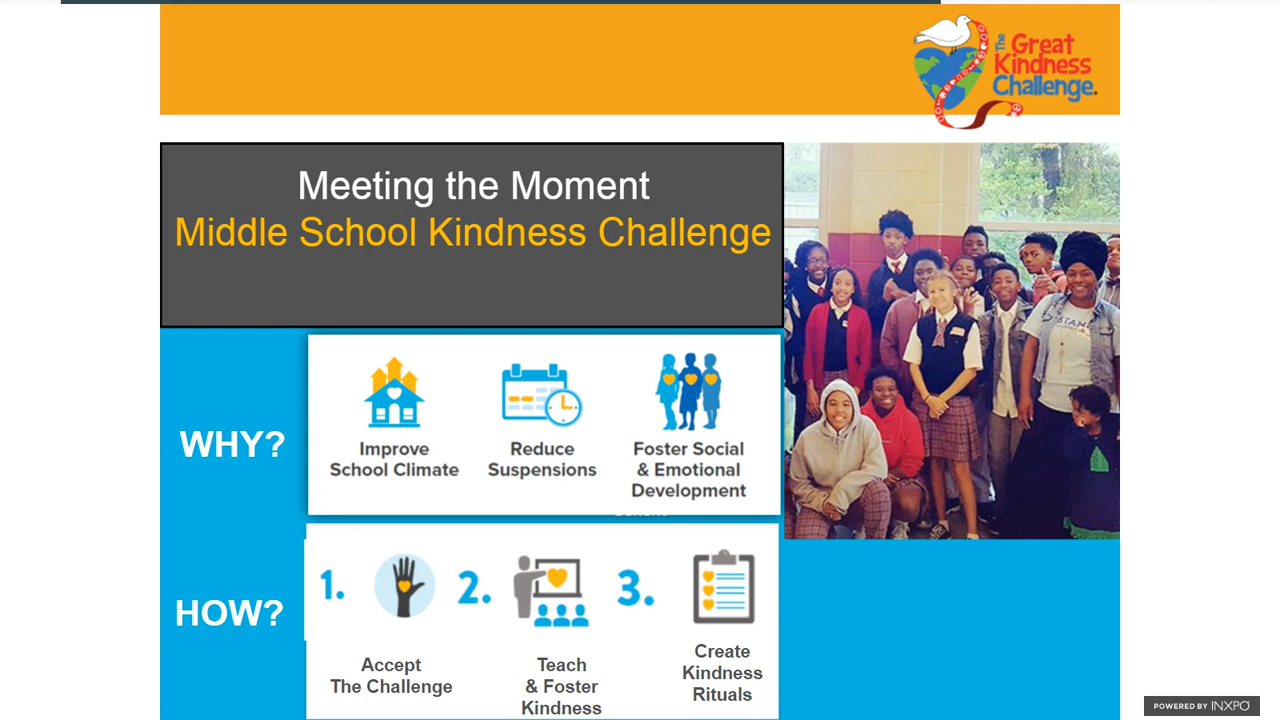 The
Great
Kindness
Challenge.
Meeting the Moment
Middle School Kindness Challenge
WHY?
Improve
School Climate
Reduce
Suspensions
Foster Social
& Emotional
Development
STAND
HOW?
1.
2.
3.
Accept
The Challenge
Teach
& Foster
Kindness
Create
Kindness
Rituals
POWERED BY INXPO